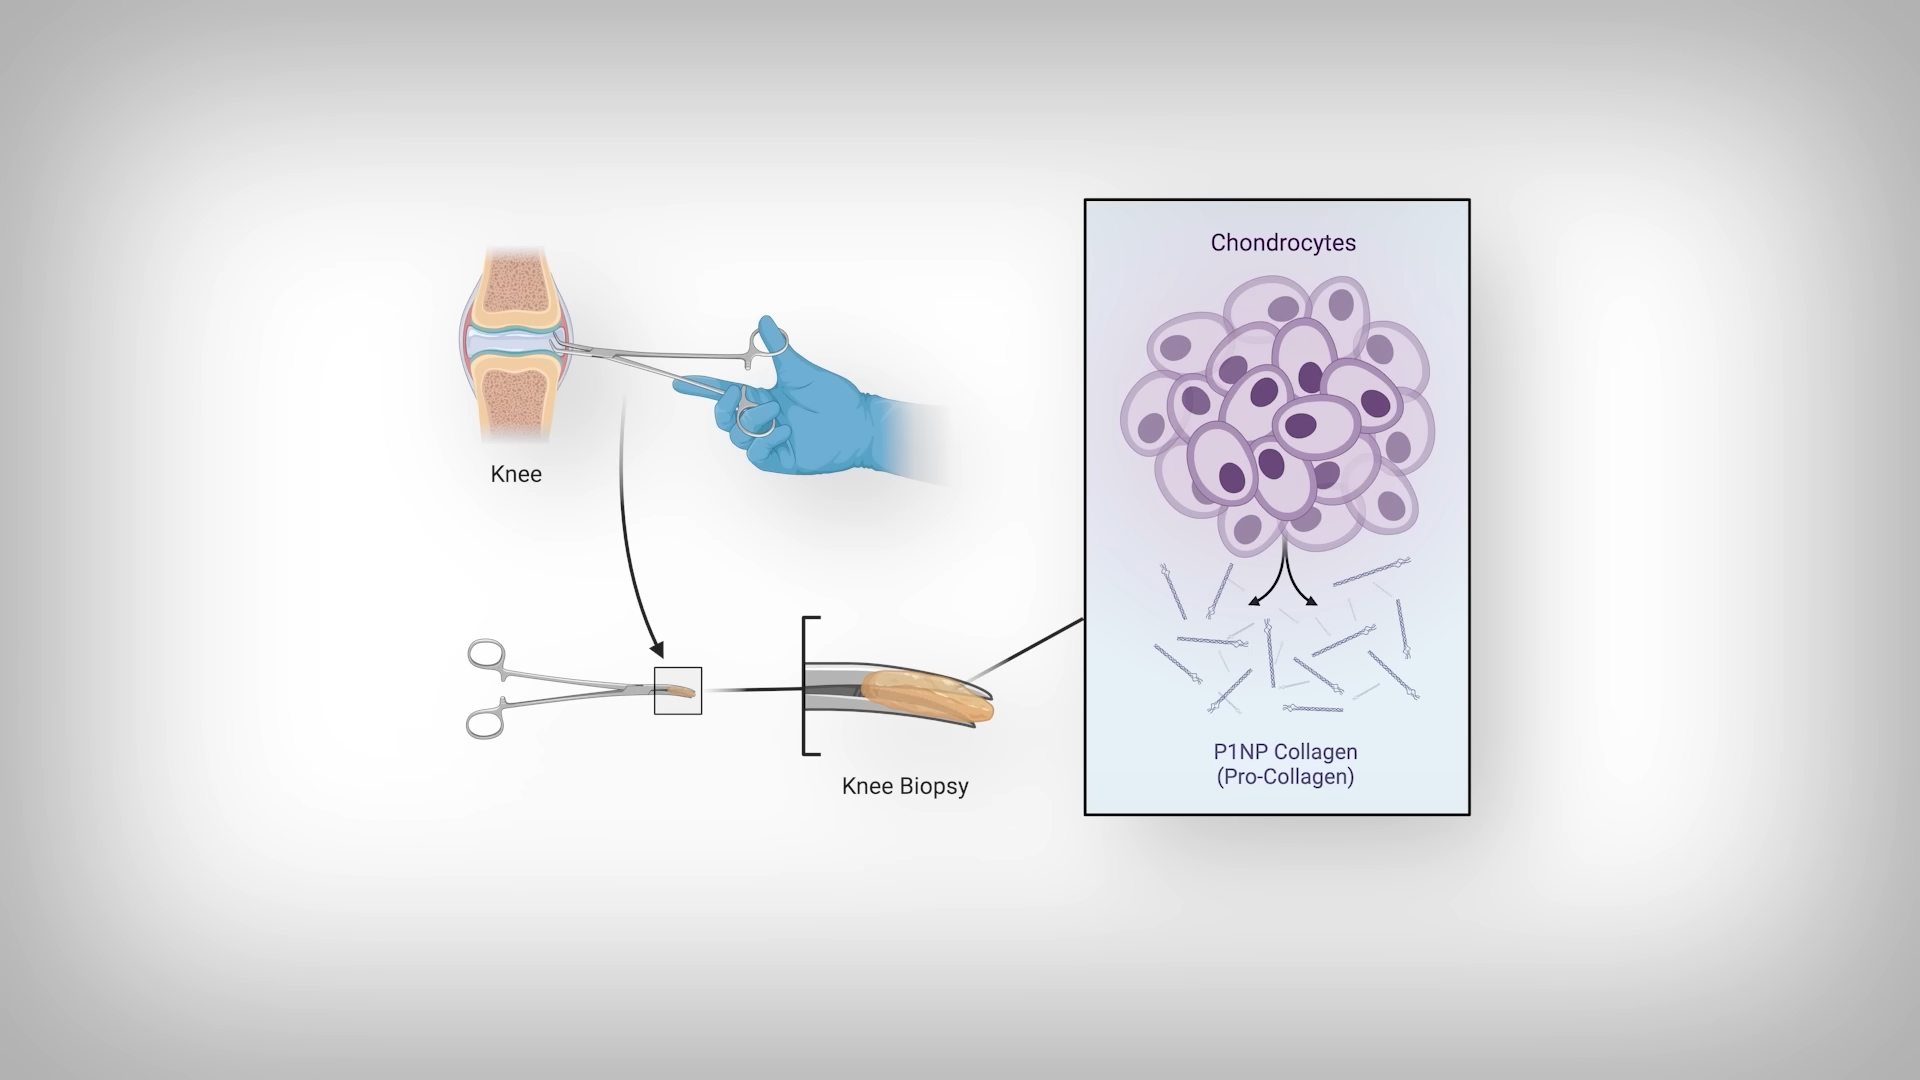 Knee
Knee Biopsy
Chondrocytes
P1NP Collagen
(Pro-Collagen)